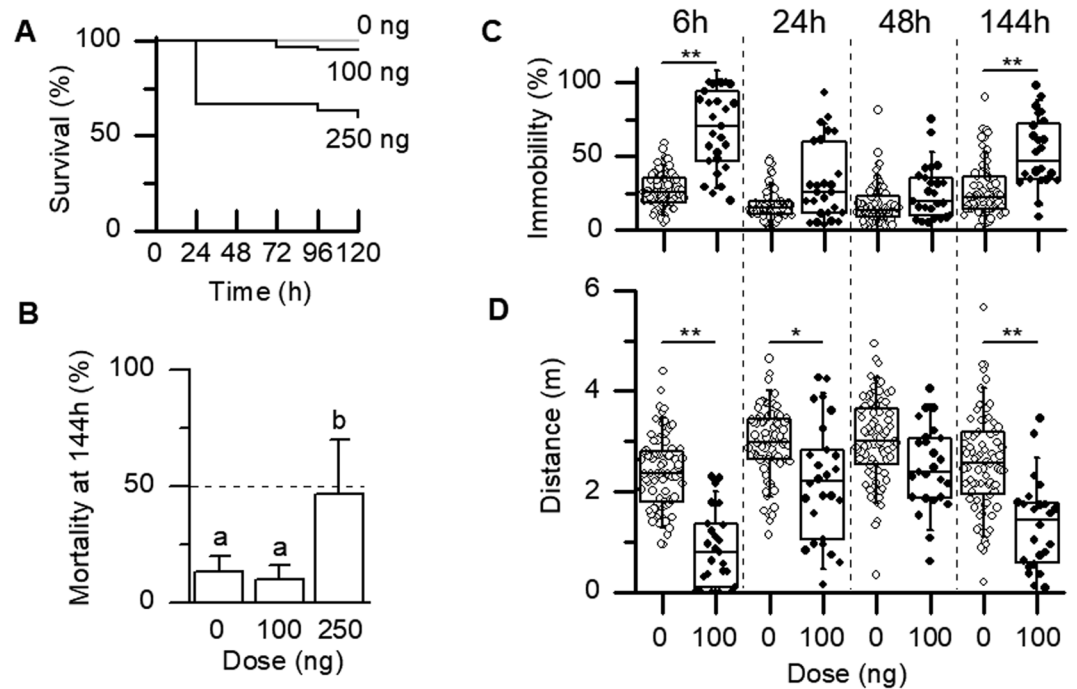 A
Survival (%)
100
50
0
0 ng
100 ng
250 ng
0 24 48 72 96 120
Time (h)
B
Mortality at 144h (%)
100
50
0
a a b
0 100 250
Dose (ng)
C
6h 24h 48h 144h
Immobility (%)
100
50
0
** **
D
Distance (m)
6
4
2
0
** * **
0 100 0 100 0 100 0 100
Dose (ng)